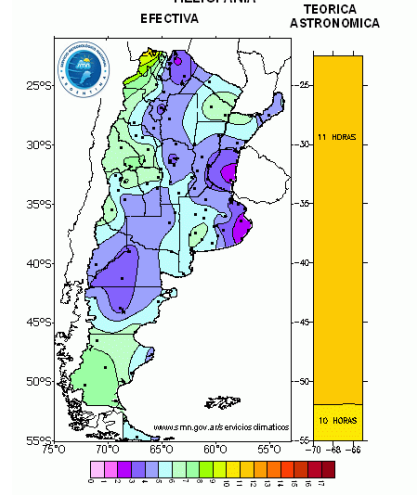 HELIOFANIA
EFECTIVA
TEORICA
ASTRONOMICA
25°S
30°S
35°S
40°S
45°S
50°S
55°S
75°O
70°O
65°O
60°O
55°O
www.smn.gov.ar/serviciosclimaticos
-25
11 HORAS
-30
-35
-40
-45
-50
10 HORAS
-55
-70 -68 -66
0 1 2 3 4 5 6 7 8 9 10 11 12 13 14 15 16 17